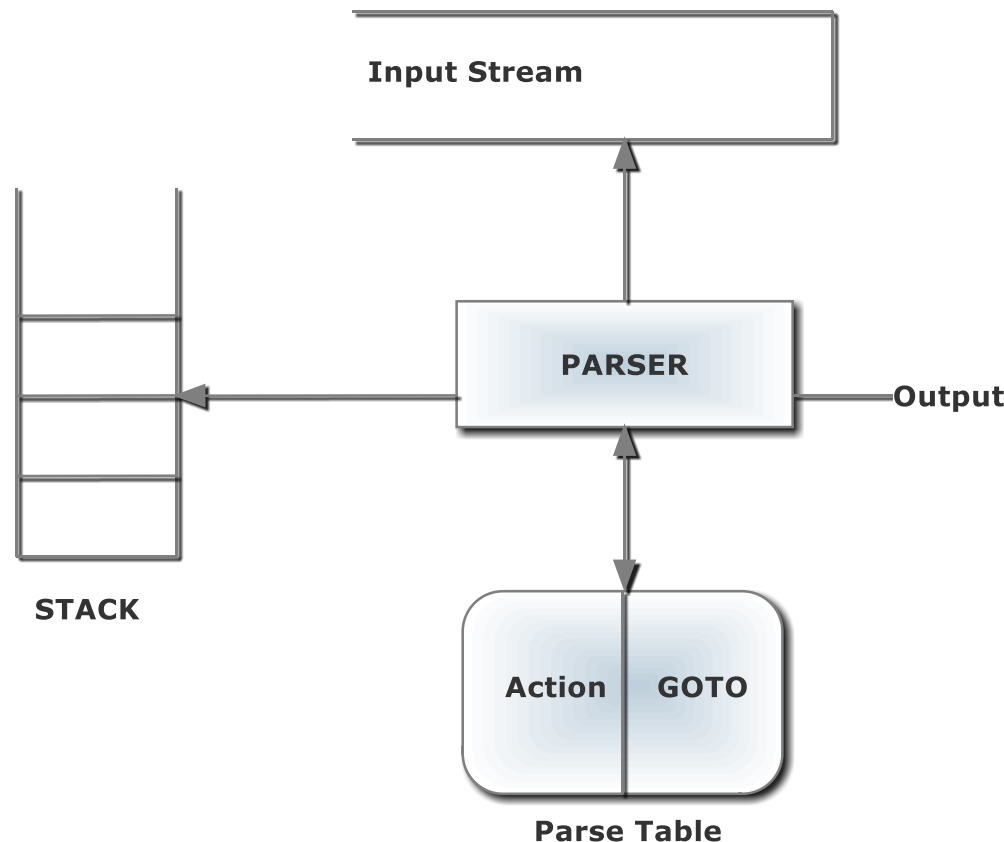 Input Stream
PARSER
Output
STACK
Action
GOTO
Parse Table